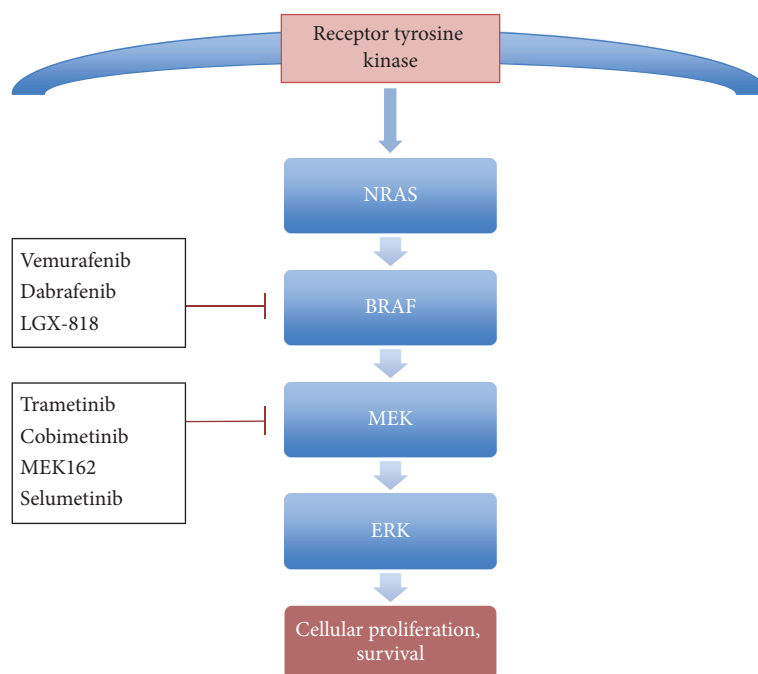 Receptor tyrosine
kinase
NRAS
Vemurafenib
Dabrafenib
LGX-818
BRAF
Trametinib
Cobimetinib
MEK162
Selumetinib
MEK
ERK
Cellular proliferation,
survival